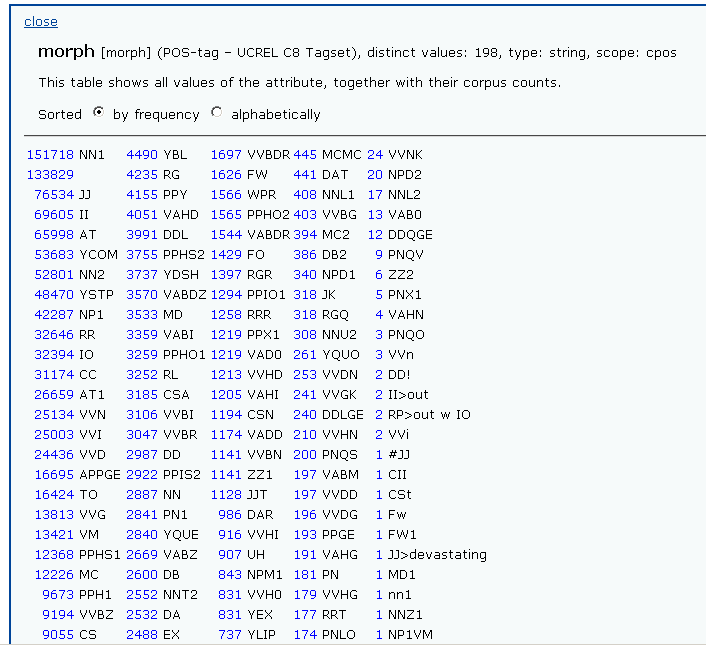 close
morph [morph] (POS-tag – UCREL C8 Tagset), distinct values: 198, type: string, scope: cpos
This table shows all values of the attribute, together with their corpus counts.
Sorted by frequency alphabetically
151718 NN1 4490 YBL 1697 VVBDR 445 MCMC 24 VVNK
133829 4235 RG 1626 FW 441 DAT 20 NPD2
76534 JJ 4155 PPY 1566 WPR 408 NNL1 17 NNL2
69605 II 4051 VAHD 1565 PPHO2 403 VVBG 13 VAB0
65998 AT 3991 DDL 1544 VABDR 394 MC2 12 DDQGE
53683 YCOM 3755 PPHS2 1429 FO 386 DB2 9 PNQV
52801 NN2 3737 YDSH 1397 RGR 340 NPD1 6 ZZ2
48470 YSTP 3570 VABDZ 1294 PPIO1 318 JK 5 PNX1
42287 NP1 3533 MD 1258 RRR 318 RGQ 4 VAHN
32646 RR 3359 VABI 1219 PPX1 308 NNU2 3 PNQO
32394 IO 3259 PPHO1 1219 VAD0 261 YQUO 3 VVn
31174 CC 3252 RL 1213 VVHD 253 VVDN 2 DD!
26659 AT1 3185 CSA 1205 VAHI 241 VVGK 2 II>out
25134 VVN 3106 VVBI 1194 CSN 240 DDLGE 2 RP>out w IO
25003 VVI 3047 VVBR 1174 VADD 210 VVHN 2 VVi
24436 VVD 2987 DD 1141 VVBN 200 PNQS 1 #JJ
16695 APPGE 2922 PPIS2 1141 ZZ1 197 VABM 1 CII
16424 TO 2887 NN 1128 JJT 197 VVDD 1 CSt
13813 VVG 2841 PN1 986 DAR 196 VVDG 1 Fw
13421 VM 2840 YQUE 916 VVHI 193 PPGE 1 FW1
12368 PPHS1 2669 VABZ 907 UH 191 VAHG 1 JJ>devastating
12226 MC 2600 DB 843 NPM1 181 PN 1 MD1
9673 PPH1 2552 NNT2 831 VVH0 179 VVHG 1 nn1
9194 VVBZ 2532 DA 831 YEX 177 RRT 1 NNZ1
9055 CS 2488 EX 737 YLIP 174 PNLO 1 NP1VM